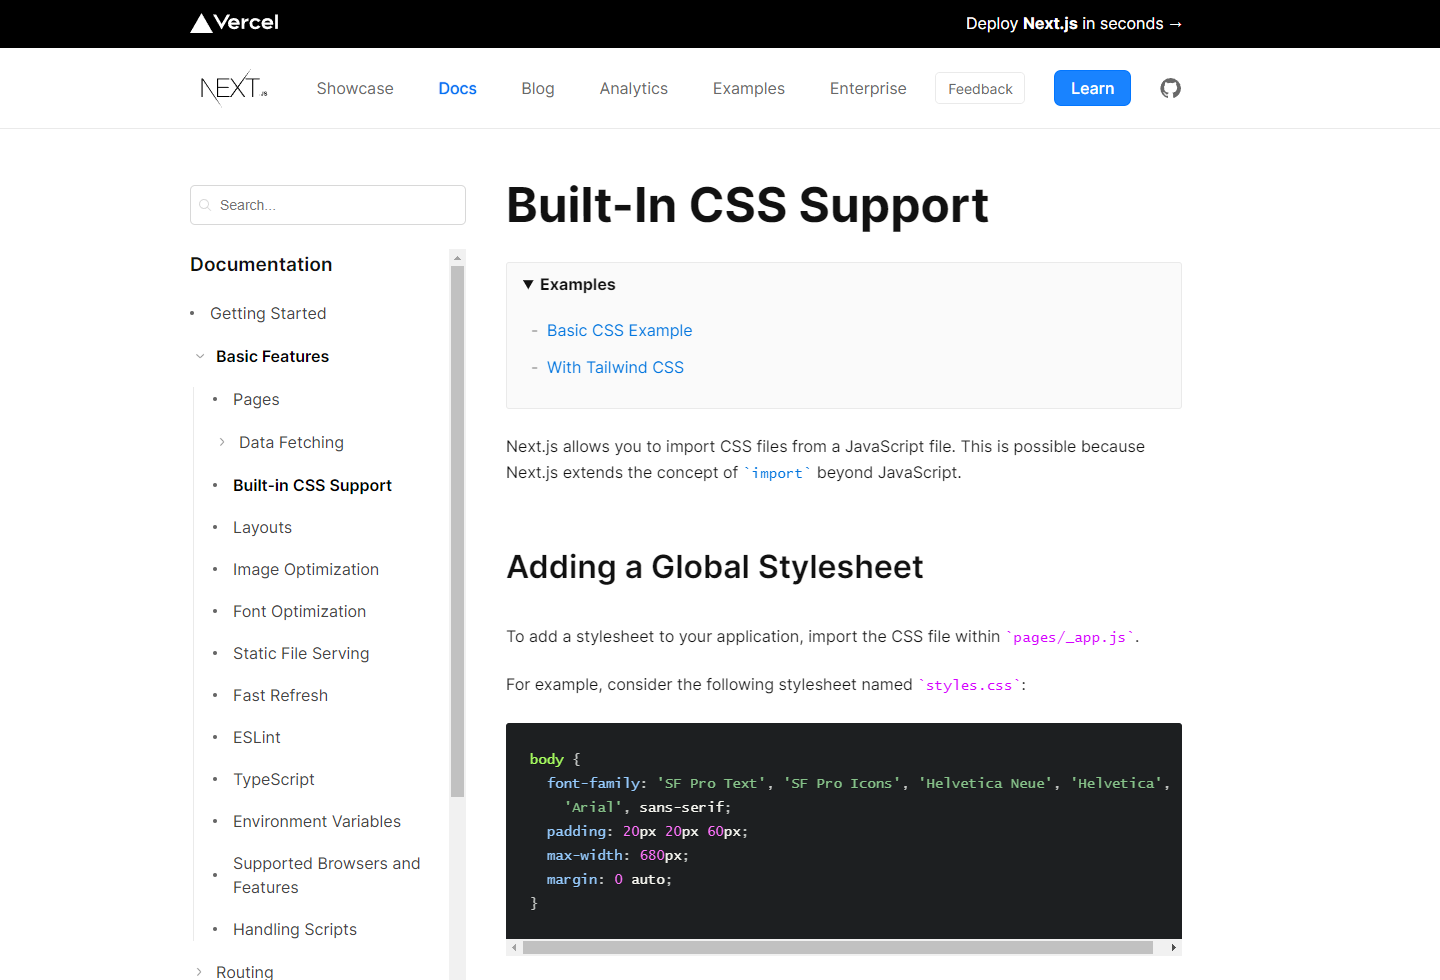 Vercel
Deploy Next.js in seconds →
NEXT.JS
Showcase
Docs
Blog
Analytics
Examples
Enterprise
Feedback
Learn
Search...
Documentation
Getting Started
Basic Features
Pages
Data Fetching
Built-in CSS Support
Layouts
Image Optimization
Font Optimization
Static File Serving
Fast Refresh
ESLint
TypeScript
Environment Variables
Supported Browsers and
Features
Handling Scripts
Routing
Built-In CSS Support
Examples
- Basic CSS Example
- With Tailwind CSS
Next.js allows you to import CSS files from a JavaScript file. This is possible because
Next.js extends the concept of `import` beyond JavaScript.
Adding a Global Stylesheet
To add a stylesheet to your application, import the CSS file within `pages/_app.js`.
For example, consider the following stylesheet named `styles.css`:
body {
  font-family: 'SF Pro Text', 'SF Pro Icons', 'Helvetica Neue', 'Helvetica',
    'Arial', sans-serif;
  padding: 20px 20px 60px;
  max-width: 680px;
  margin: 0 auto;
}